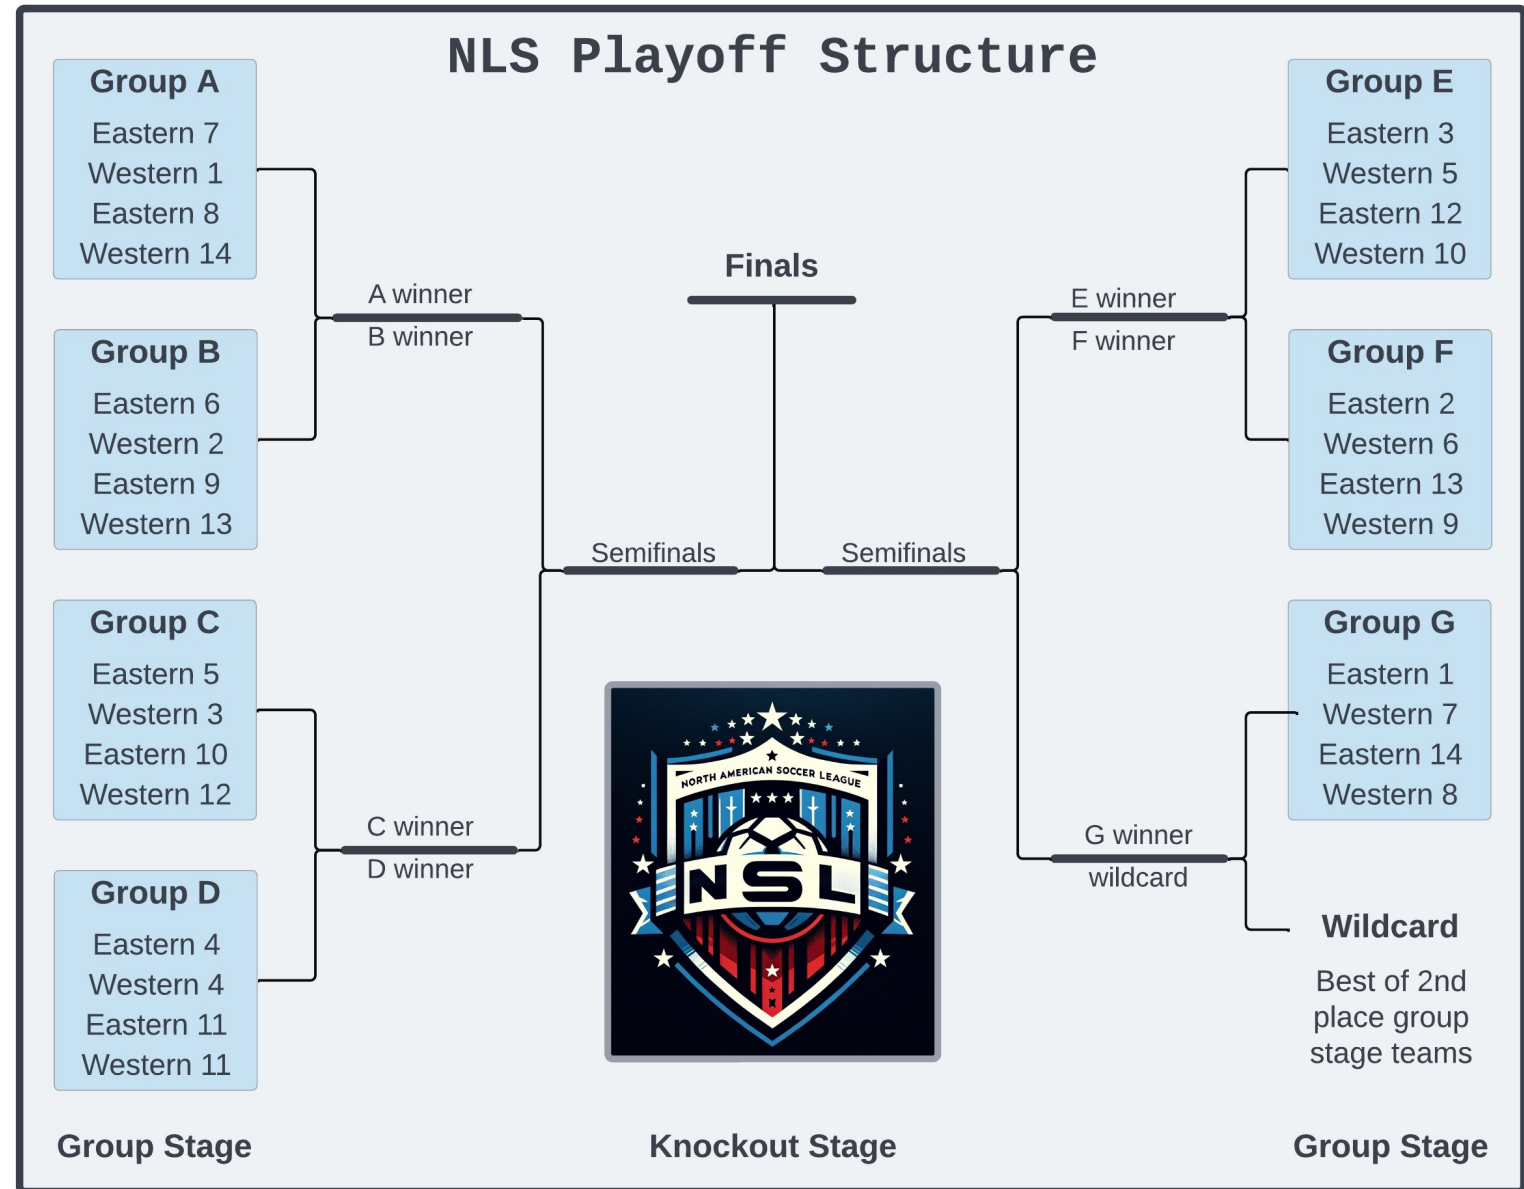 NLS Playoff Structure
Group A
Eastern 7
Western 1
Eastern 8
Western 14
Group B
Eastern 6
Western 2
Eastern 9
Western 13
Group C
Eastern 5
Western 3
Eastern 10
Western 12
Group D
Eastern 4
Western 4
Eastern 11
Western 11
Group Stage
A winner
B winner
C winner
D winner
Semifinals
Finals
Semifinals
NORTH AMERICAN SOCCER LEAGUE
NSL
Knockout Stage
E winner
F winner
G winner
wildcard
Group E
Eastern 3
Western 5
Eastern 12
Western 10
Group F
Eastern 2
Western 6
Eastern 13
Western 9
Group G
Eastern 1
Western 7
Eastern 14
Western 8
Wildcard
Best of 2nd
place group
stage teams
Group Stage